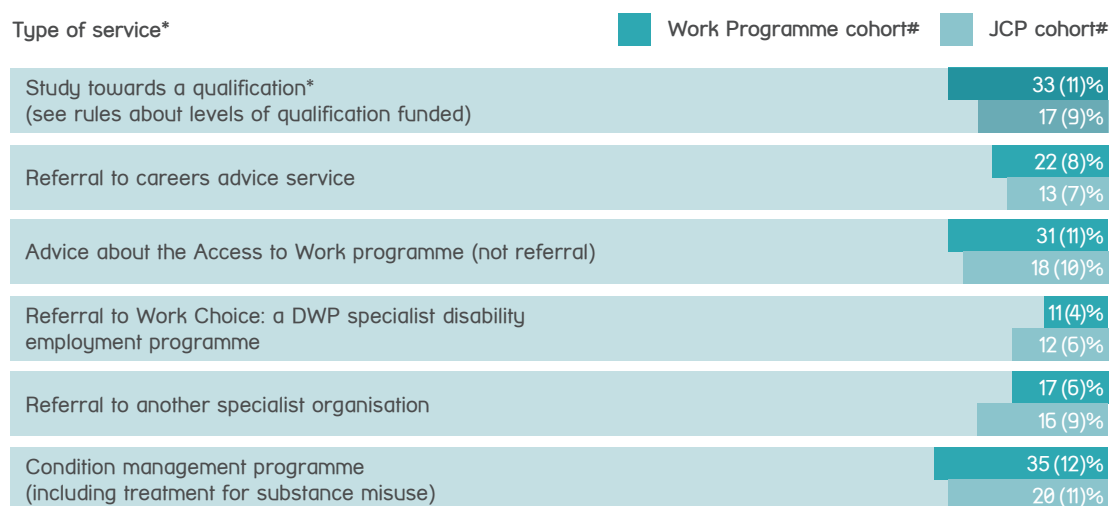 Type of service*
Work Programme cohort#
JCP cohort#
Study towards a qualification*
(see rules about levels of qualification funded)
33 (11)%
17 (9)%
Referral to careers advice service
22 (8)%
13 (7)%
Advice about the Access to Work programme (not referral)
31 (11)%
18 (10)%
Referral to Work Choice: a DWP specialist disability
employment programme
11(4)%
12 (6)%
Referral to another specialist organisation
17 (6)%
16 (9)%
Condition management programme
(including treatment for substance misuse)
35 (12)%
20 (11)%